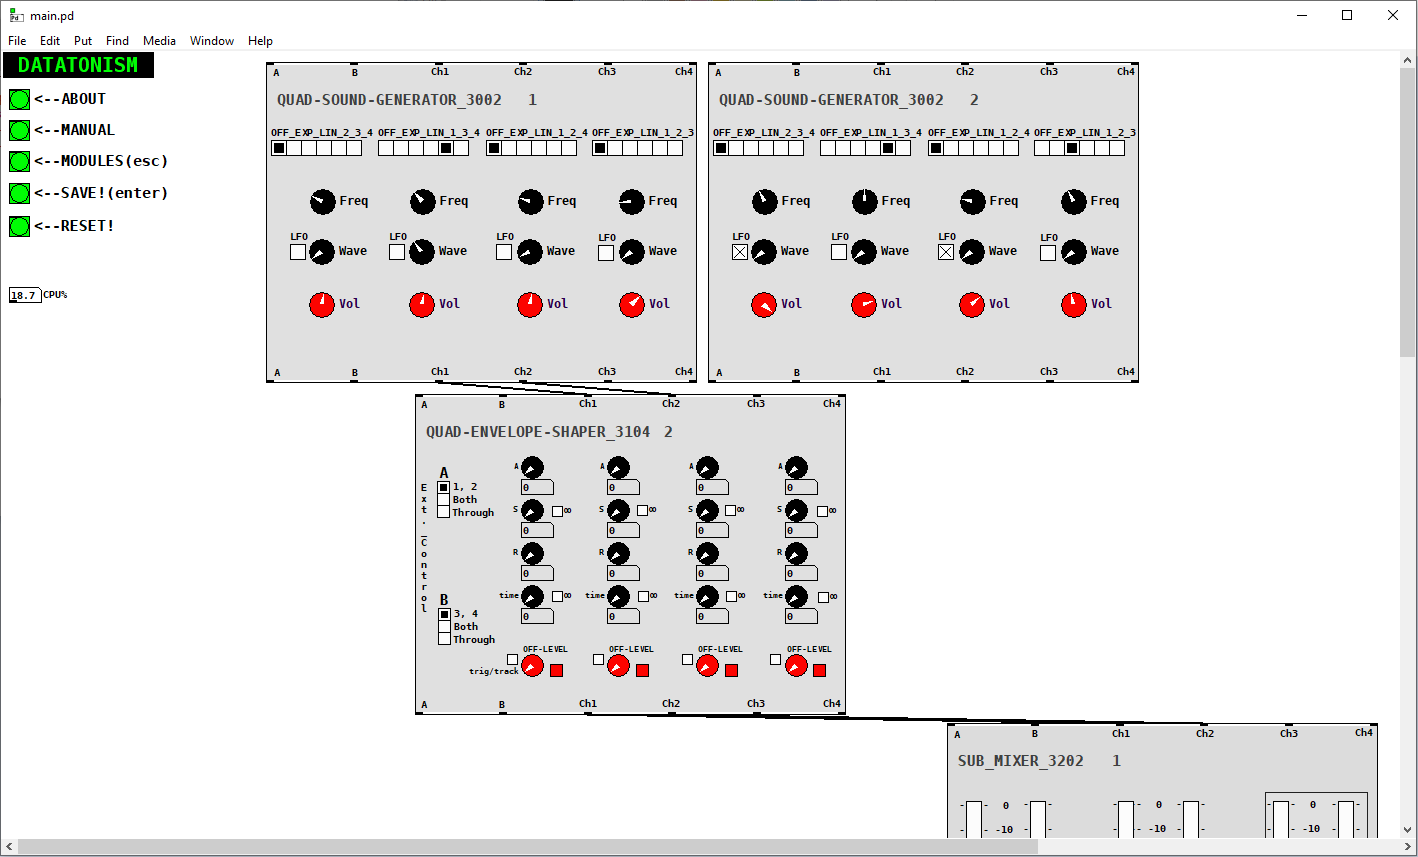 main.pd
File Edit Put Find Media Window Help
DATATONISM
<--ABOUT
<--MANUAL
<--MODULES(esc)
<--SAVE!(enter)
<--RESET!
18.7 CPU%
A B Ch1 Ch2 Ch3 Ch4
QUAD-SOUND-GENERATOR_3002 1
OFF_EXP_LIN_2_3_4 OFF_EXP_LIN_1_3_4 OFF_EXP_LIN_1_2_4 OFF_EXP_LIN_1_2_3
Freq Freq Freq Freq
LFO LFO LFO LFO
Wave Wave Wave Wave
Vol Vol Vol Vol
A B Ch1 Ch2 Ch3 Ch4
A B Ch1 Ch2 Ch3 Ch4
QUAD-SOUND-GENERATOR_3002 2
OFF_EXP_LIN_2_3_4 OFF_EXP_LIN_1_3_4 OFF_EXP_LIN_1_2_4 OFF_EXP_LIN_1_2_3
Freq Freq Freq Freq
LFO LFO LFO LFO
Wave Wave Wave Wave
Vol Vol Vol Vol
A B Ch1 Ch2 Ch3 Ch4
A B Ch1 Ch2 Ch3 Ch4
QUAD-ENVELOPE-SHAPER_3104 2
Ext._Control
A
1, 2
Both
Through
B
3, 4
Both
Through
A A A A
0 0 0 0
S ∞ S ∞ S ∞ S ∞
0 0 0 0
R R R R
0 0 0 0
time ∞ time ∞ time ∞ time ∞
0 0 0 0
OFF-LEVEL OFF-LEVEL OFF-LEVEL OFF-LEVEL
trig/track
A B Ch1 Ch2 Ch3 Ch4
A B Ch1 Ch2 Ch3 Ch4
SUB_MIXER_3202 1
- - 0 - - - - 0 - - - - 0 - -
- - -10 - - - - -10 - - - - -10 - -